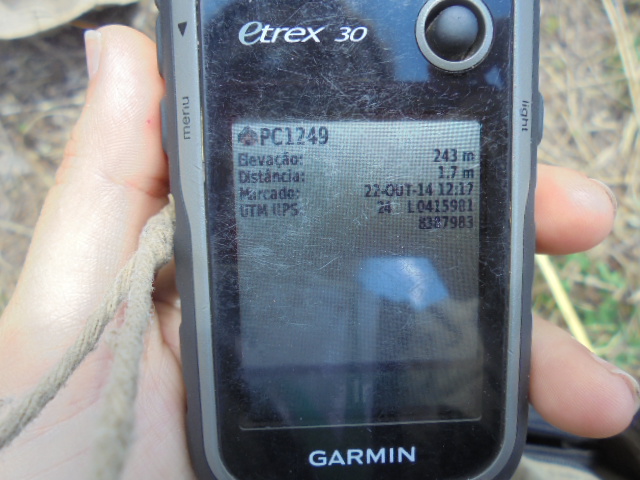 etrex 30
menu
light
PC1249
Elevação: 243 m
Distância: 1.7 m
Marcado: 22-OUT-14 12:17
UTM UPS 24 L 0415901
8387983
GARMIN